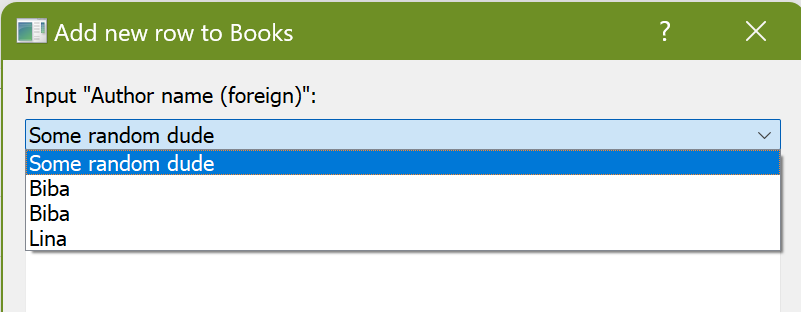 Add new row to Books ?
Input "Author name (foreign)":
Some random dude
Some random dude
Biba
Biba
Lina